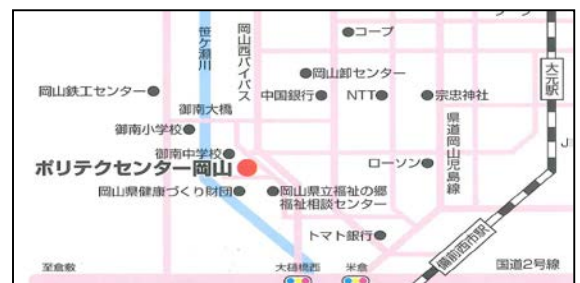 コープ
笹ヶ瀬川
岡山西バイパス
岡山卸センター
大元駅
岡山鉄工センター
中国銀行
NTT
宗忠神社
御南大橋
御南小学校
県道岡山児島線
御南中学校
ポリテクセンター岡山
ローソン
岡山県健康づくり財団
岡山県立福祉の郷
福祉相談センター
トマト銀行
備前西市駅
至倉敷
大樋橋西
米倉
国道2号線